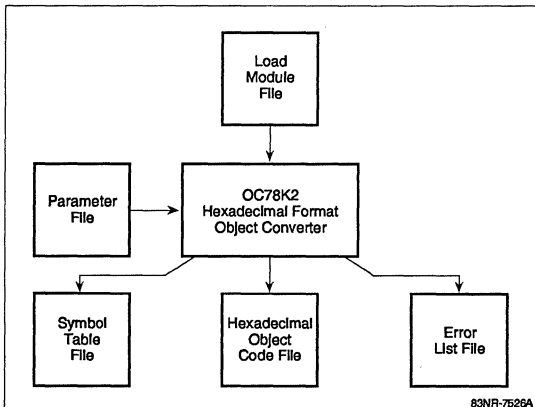 Load
Module
File
Parameter
File
OC78K2
Hexadecimal Format
Object Converter
Symbol
Table
File
Hexadecimal
Object
Code File
Error
List File
83NR-7526A